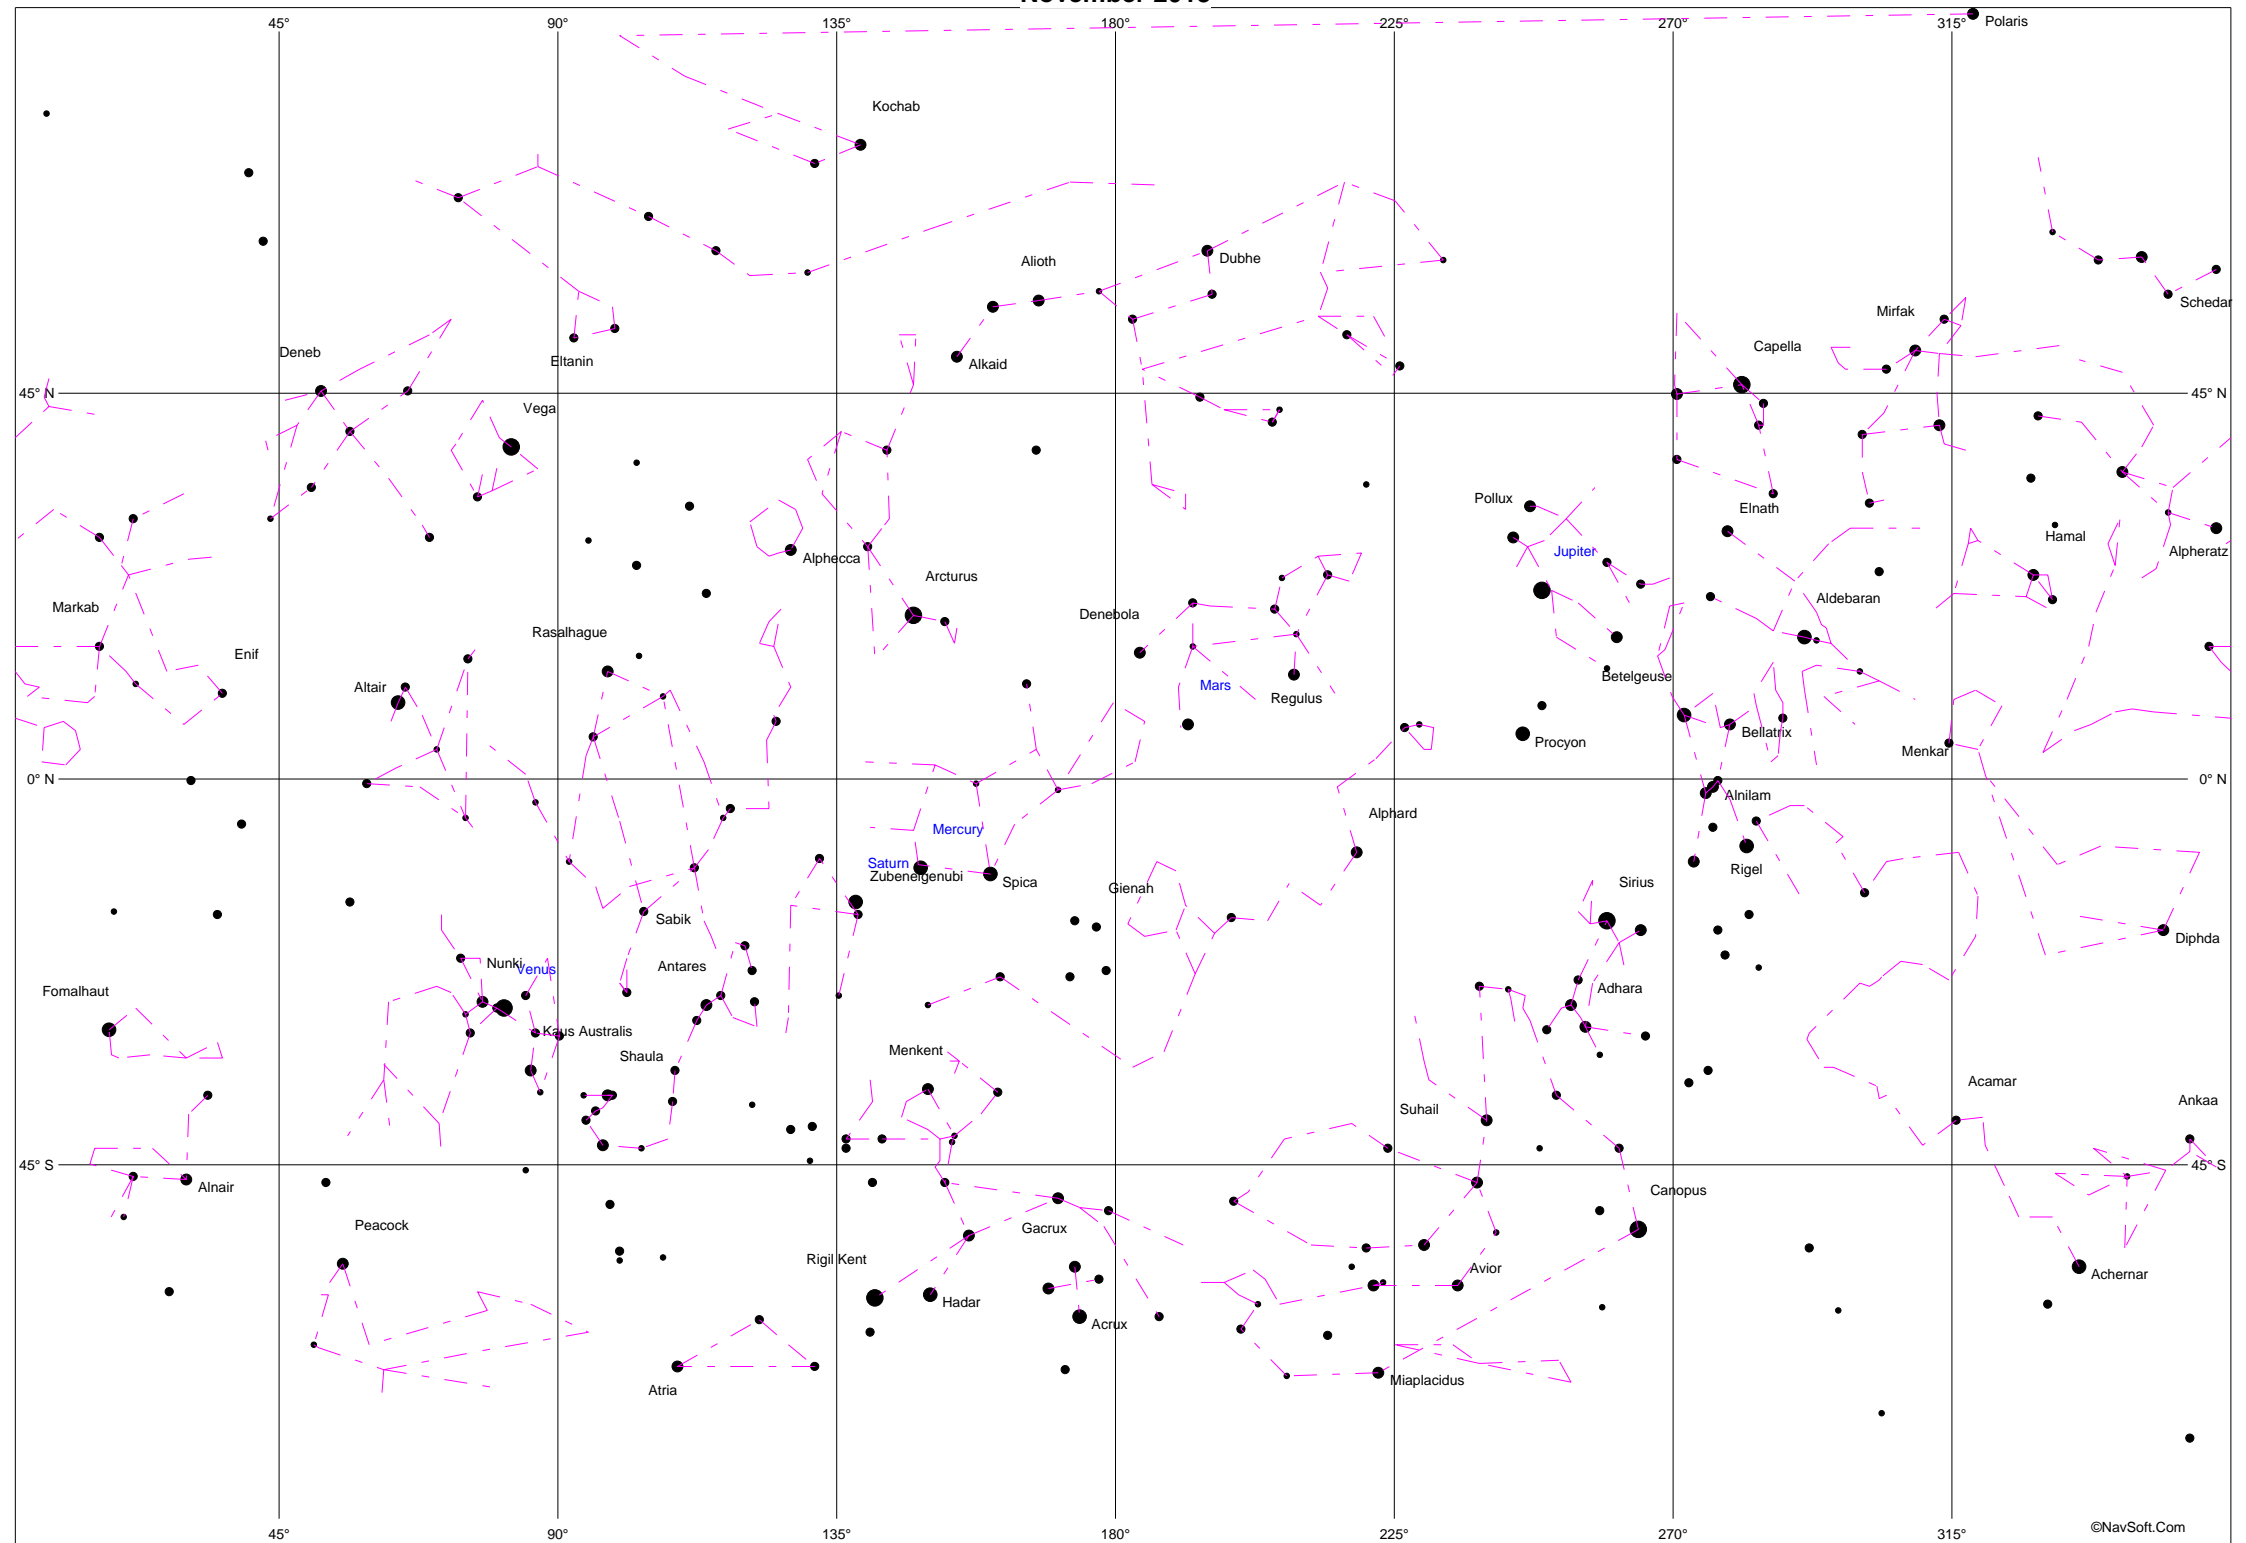 45° 90° 135° 180° 225° 270° 315° Polaris
Kochab
Alioth Dubhe
Schedar
Mirfak
Deneb Eltanin Alkaid Capella
45° N 45° N
Vega
Pollux Elnath
Alphecca Jupiter Hamal Alpheratz
Arcturus
Markab Denebola Aldebaran
Rasalhague
Enif
Altair Mars Regulus Betelgeuse
Procyon Bellatrix Menkar
0° N 0° N
Alnilam
Alphard
Mercury
Saturn Rigel
Zubenelgenubi Spica Gienah Sirius
Sabik
Diphda
Nunki Venus Antares
Fomalhaut Adhara
Kaus Australis
Shaula Menkent
Suhail Acamar Ankaa
45° S 45° S
Alnair Canopus
Peacock Gacrux
Rigil Kent Avior Achernar
Hadar Acrux
Atria Miaplacidus
45° 90° 135° 180° 225° 270° 315° ©NavSoft.Com